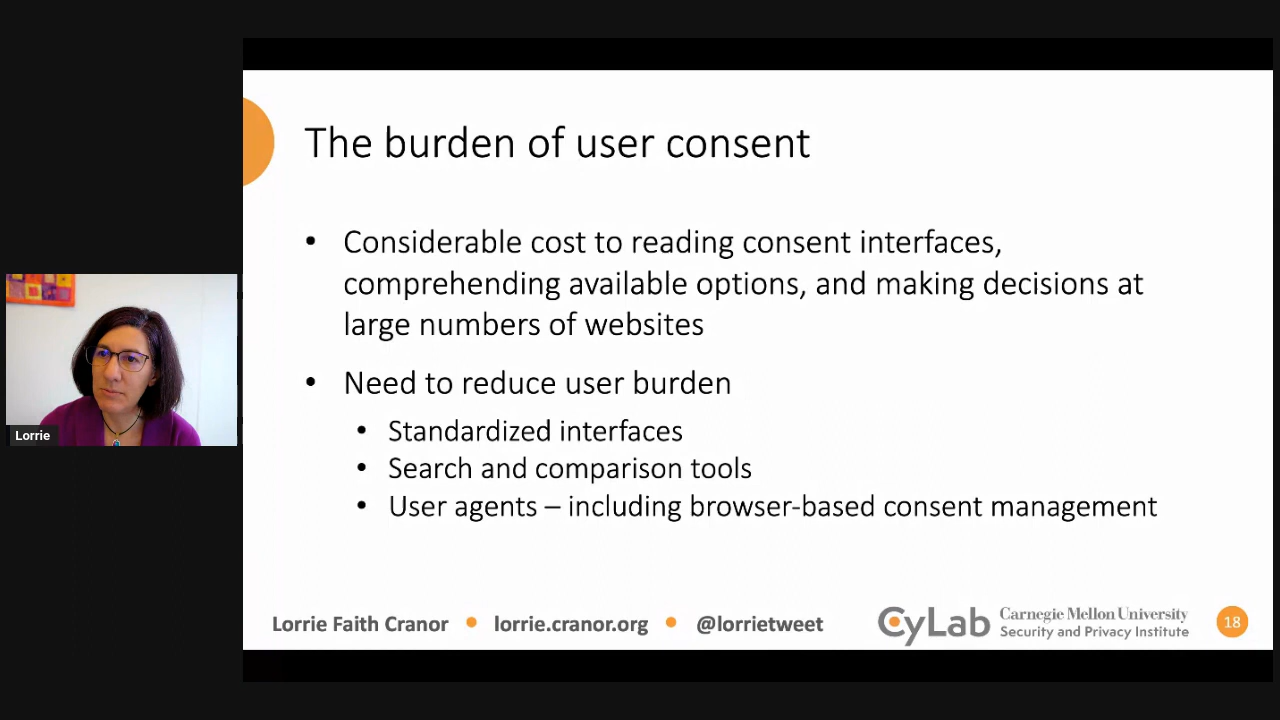 The burden of user consent
• Considerable cost to reading consent interfaces,
comprehending available options, and making decisions at
large numbers of websites
• Need to reduce user burden
• Standardized interfaces
• Search and comparison tools
• User agents – including browser-based consent management
Lorrie
Lorrie Faith Cranor • lorrie.cranor.org • @lorrietweet
CyLab
Carnegie Mellon University
Security and Privacy Institute
18